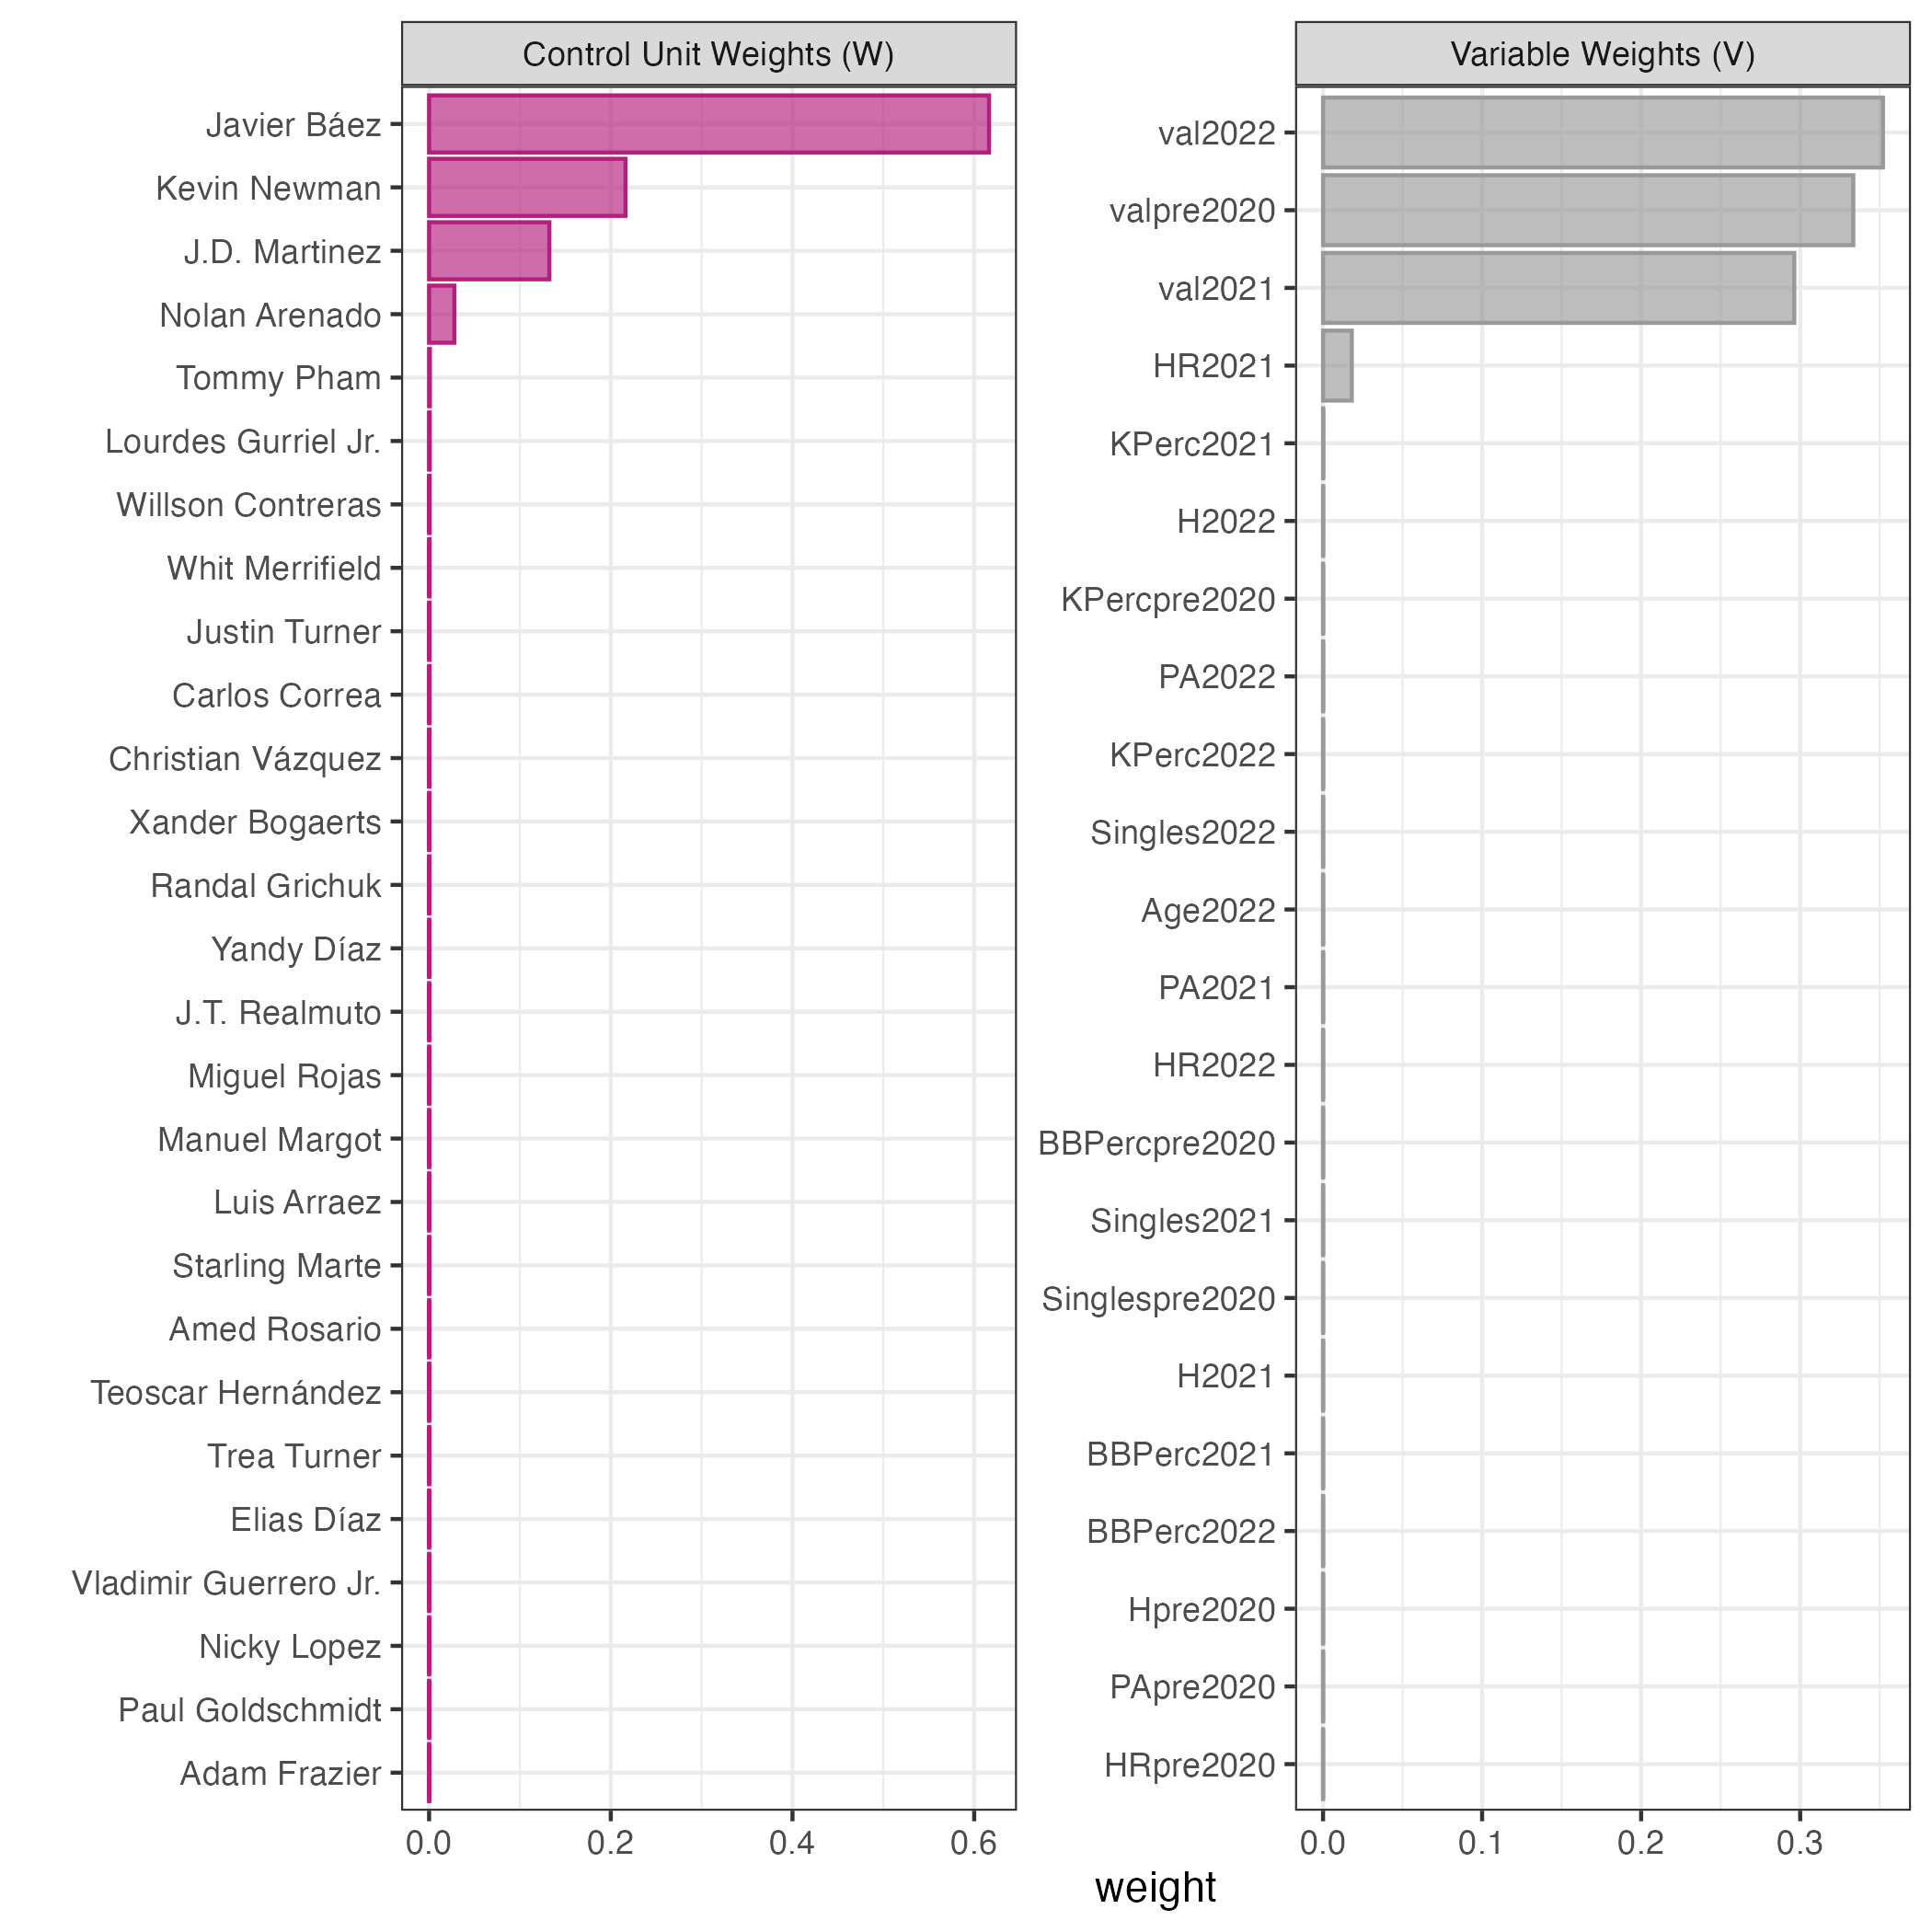 Control Unit Weights (W)
Javier Báez
Kevin Newman
J.D. Martinez
Nolan Arenado
Tommy Pham
Lourdes Gurriel Jr.
Willson Contreras
Whit Merrifield
Justin Turner
Carlos Correa
Christian Vázquez
Xander Bogaerts
Randal Grichuk
Yandy Díaz
J.T. Realmuto
Miguel Rojas
Manuel Margot
Luis Arraez
Starling Marte
Amed Rosario
Teoscar Hernández
Trea Turner
Elias Díaz
Vladimir Guerrero Jr.
Nicky Lopez
Paul Goldschmidt
Adam Frazier
0.0 0.2 0.4 0.6
Variable Weights (V)
val2022
valpre2020
val2021
HR2021
KPerc2021
H2022
KPercpre2020
PA2022
KPerc2022
Singles2022
Age2022
PA2021
HR2022
BBPercpre2020
Singles2021
Singlespre2020
H2021
BBPerc2021
BBPerc2022
Hpre2020
PApre2020
HRpre2020
0.0 0.1 0.2 0.3
weight